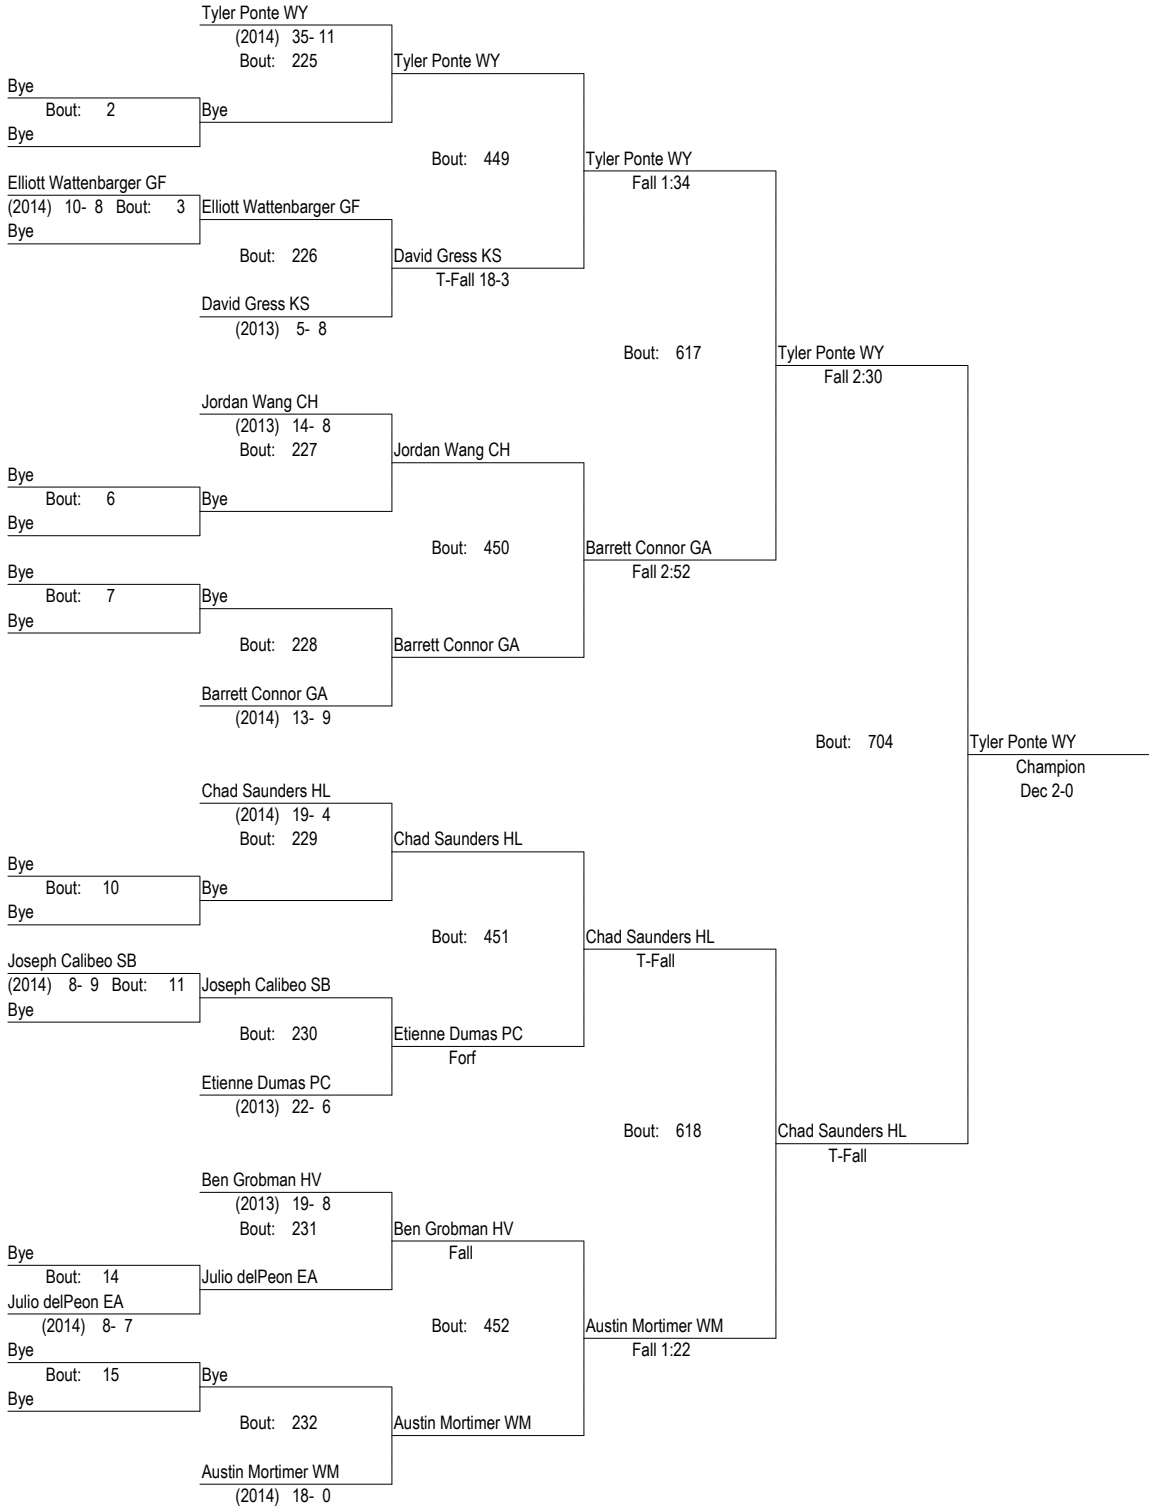 Tyler Ponte WY
(2014) 35- 11
Bout: 225
Tyler Ponte WY
Bye
Bout: 2
Bye
Bye
Bout: 449
Tyler Ponte WY
Fall 1:34
Elliott Wattenbarger GF
(2014) 10- 8 Bout: 3
Elliott Wattenbarger GF
Bye
Bout: 226
David Gress KS
T-Fall 18-3
David Gress KS
(2013) 5- 8
Bout: 617
Tyler Ponte WY
Fall 2:30
Jordan Wang CH
(2013) 14- 8
Bout: 227
Jordan Wang CH
Bye
Bout: 6
Bye
Bye
Bout: 450
Barrett Connor GA
Fall 2:52
Bye
Bout: 7
Bye
Bye
Bout: 228
Barrett Connor GA
Barrett Connor GA
(2014) 13- 9
Bout: 704
Tyler Ponte WY
Champion
Dec 2-0
Chad Saunders HL
(2014) 19- 4
Bout: 229
Chad Saunders HL
Bye
Bout: 10
Bye
Bye
Bout: 451
Chad Saunders HL
T-Fall
Joseph Calibeo SB
(2014) 8- 9 Bout: 11
Joseph Calibeo SB
Bye
Bout: 230
Etienne Dumas PC
Forf
Etienne Dumas PC
(2013) 22- 6
Bout: 618
Chad Saunders HL
T-Fall
Ben Grobman HV
(2013) 19- 8
Bout: 231
Ben Grobman HV
Fall
Bye
Bout: 14
Julio delPeon EA
Julio delPeon EA
(2014) 8- 7
Bout: 452
Austin Mortimer WM
Fall 1:22
Bye
Bout: 15
Bye
Bye
Bout: 232
Austin Mortimer WM
Austin Mortimer WM
(2014) 18- 0